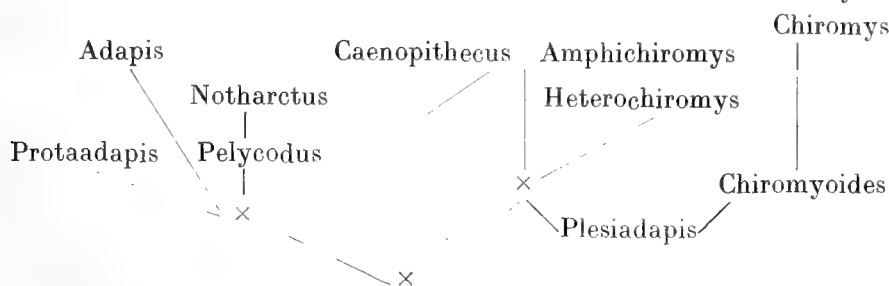 Chiromys
Adapis Caenopithecus Amphichiromys
Notharctus Heterochiromys
Protaadapis Pelycodus
× Chiromyoides
×
Plesiadapis
×